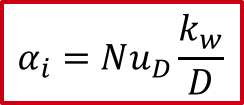 α_i = Nu_D k_w/D